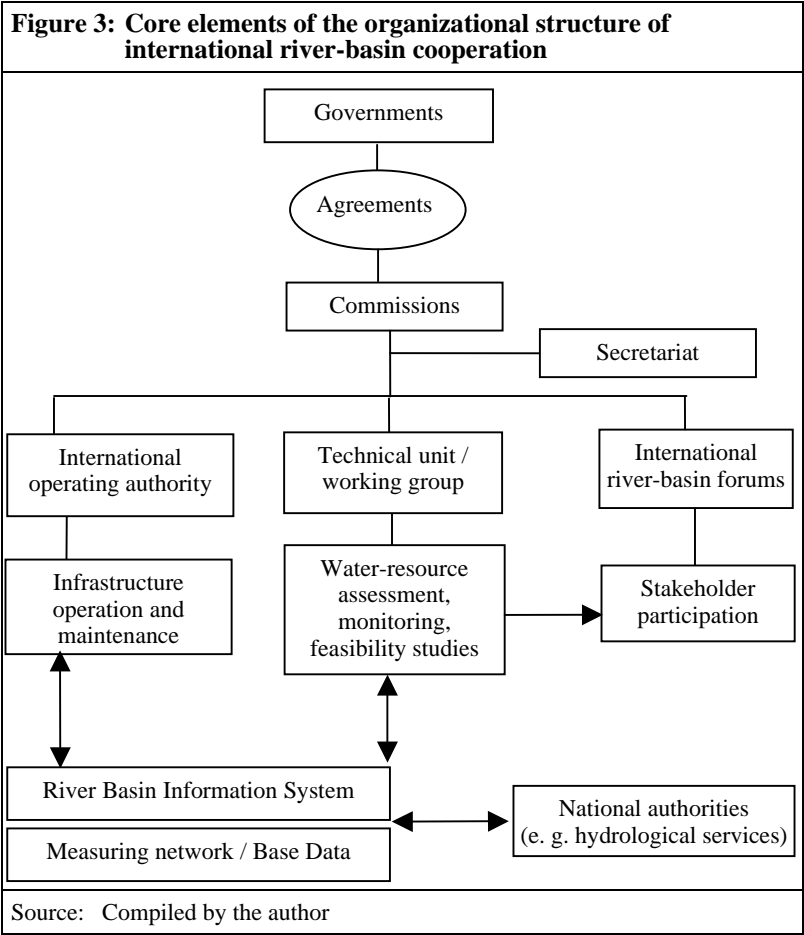 Figure 3: Core elements of the organizational structure of
international river-basin cooperation
Governments
Agreements
Commissions
Secretariat
International
operating authority
Technical unit /
working group
International
river-basin forums
Infrastructure
operation and
maintenance
Water-resource
assessment,
monitoring,
feasibility studies
Stakeholder
participation
River Basin Information System
Measuring network / Base Data
National authorities
(e. g. hydrological services)
Source: Compiled by the author